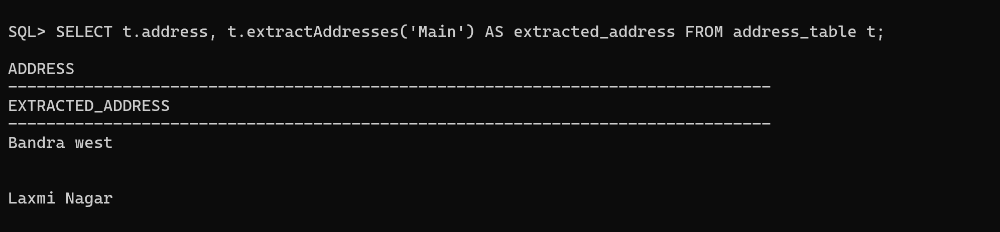 SQL> SELECT t.address, t.extractAddresses('Main') AS extracted_address FROM address_table t;
ADDRESS
--------------------------------------------------------------------------------
EXTRACTED_ADDRESS
--------------------------------------------------------------------------------
Bandra west
Laxmi Nagar